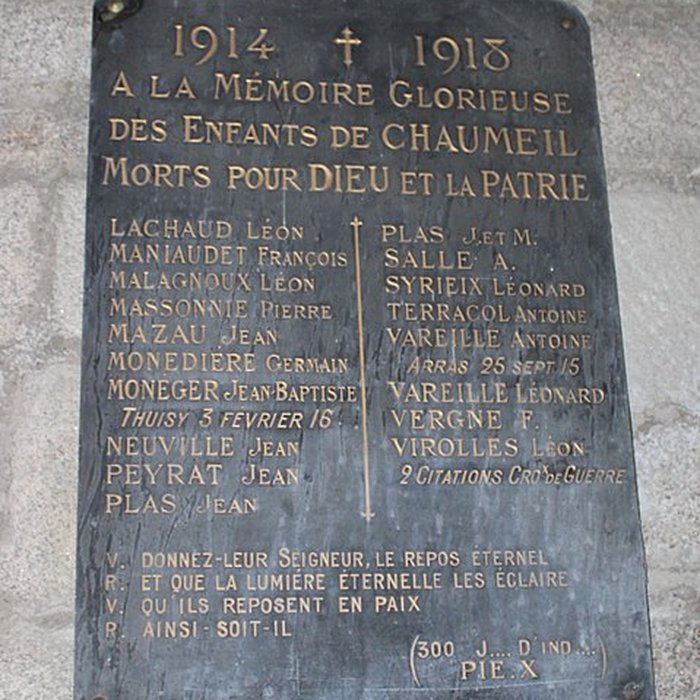 1914 ✝ 1918
A LA MÉMOIRE GLORIEUSE
DES ENFANTS DE CHAUMEIL
MORTS POUR DIEU ET LA PATRIE
LACHAUD LÉON
MANIAUDET FRANÇOIS
MALAGNOUX LÉON
MASSONNIE PIERRE
MAZAU JEAN
MONEDIÈRE GERMAIN
MONÉGER JEAN-BAPTISTE
THUISY 3 FÉVRIER 16.
NEUVILLE JEAN
PEYRAT JEAN
PLAS JEAN
PLAS J. ET M.
SALLE A.
SYRIEIX LÉONARD
TERRACOL ANTOINE
VAREILLE ANTOINE
ARRAS 25 SEPT 15
VAREILLE LÉONARD
VERGNE F.
VIROLLES LÉON
2 CITATIONS CROX DE GUERRE
V. DONNEZ-LEUR SEIGNEUR, LE REPOS ÉTERNEL
R. ET QUE LA LUMIÈRE ÉTERNELLE LES ÉCLAIRE
V. QU'ILS REPOSENT EN PAIX
R. AINSI-SOIT-IL
(300 J.... D'IND....)
PIE.X